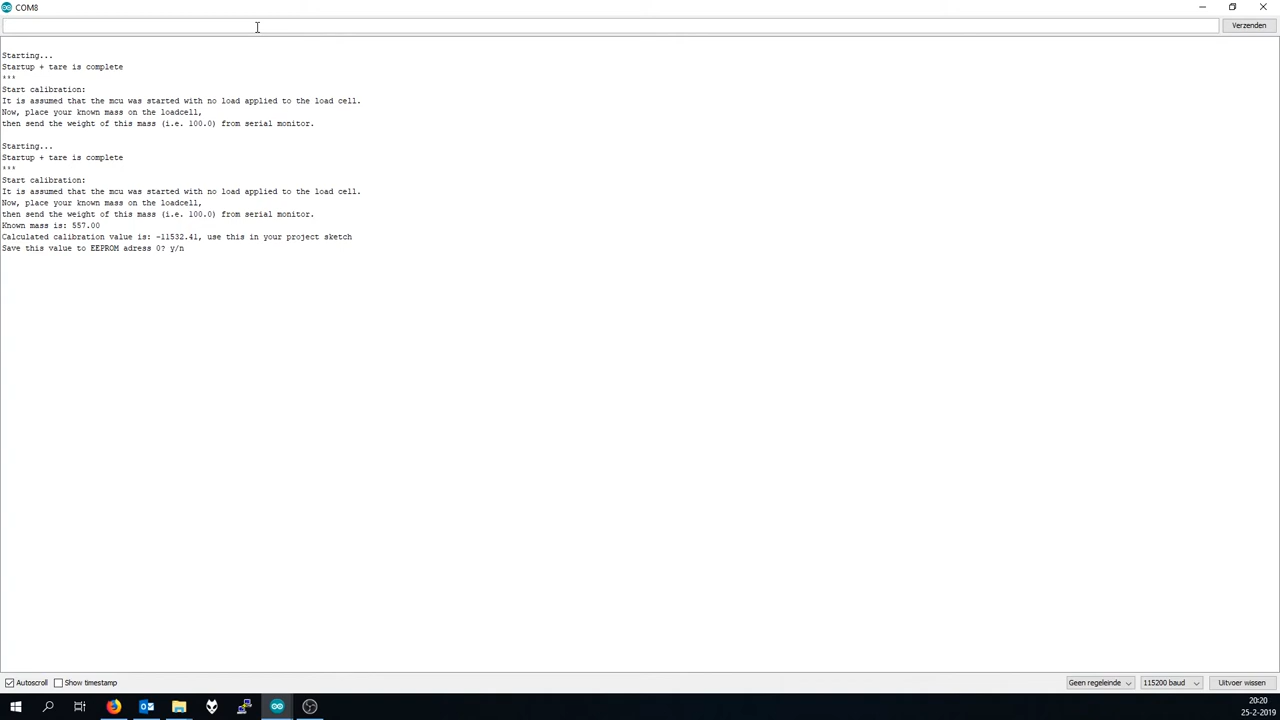 COM8
Verzenden
Starting...
Startup + tare is complete
***
Start calibration:
It is assumed that the mcu was started with no load applied to the load cell.
Now, place your known mass on the loadcell,
then send the weight of this mass (i.e. 100.0) from serial monitor.
Starting...
Startup + tare is complete
***
Start calibration:
It is assumed that the mcu was started with no load applied to the load cell.
Now, place your known mass on the loadcell,
then send the weight of this mass (i.e. 100.0) from serial monitor.
Known mass is: 557.00
Calculated calibration value is: -11532.41, use this in your project sketch
Save this value to EEPROM adress 0? y/n
Autoscroll Show timestamp Geen regeleinde 115200 baud Uitvoer wissen
20:20
25-2-2019